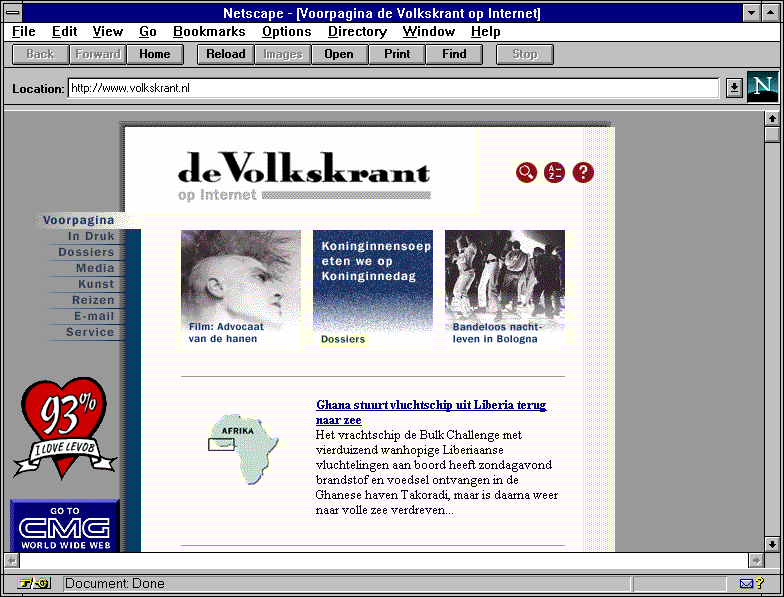 Netscape - [Voorpagina de Volkskrant op Internet]
File Edit View Go Bookmarks Options Directory Window Help
Back Forward Home Reload Images Open Print Find Stop
Location: http://www.volkskrant.nl
N
de Volkskrant
op Internet
A-Z ?
Voorpagina
In Druk
Dossiers
Media
Kunst
Reizen
E-mail
Service
Film: Advocaat
van de hanen
Koninginnensoep
eten we op
Koninginnedag
Dossiers
Bandeloos nacht-
leven in Bologna
93%
I LOVE LEVOB
GO TO
CMG
WORLD WIDE WEB
AFRIKA
Ghana stuurt vluchtschip uit Liberia terug
naar zee
Het vrachtschip de Bulk Challenge met
vierduizend wanhopige Liberiaanse
vluchtelingen aan boord heeft zondagavond
brandstof en voedsel ontvangen in de
Ghanese haven Takoradi, maar is daarna weer
naar volle zee verdreven...
Document: Done
?